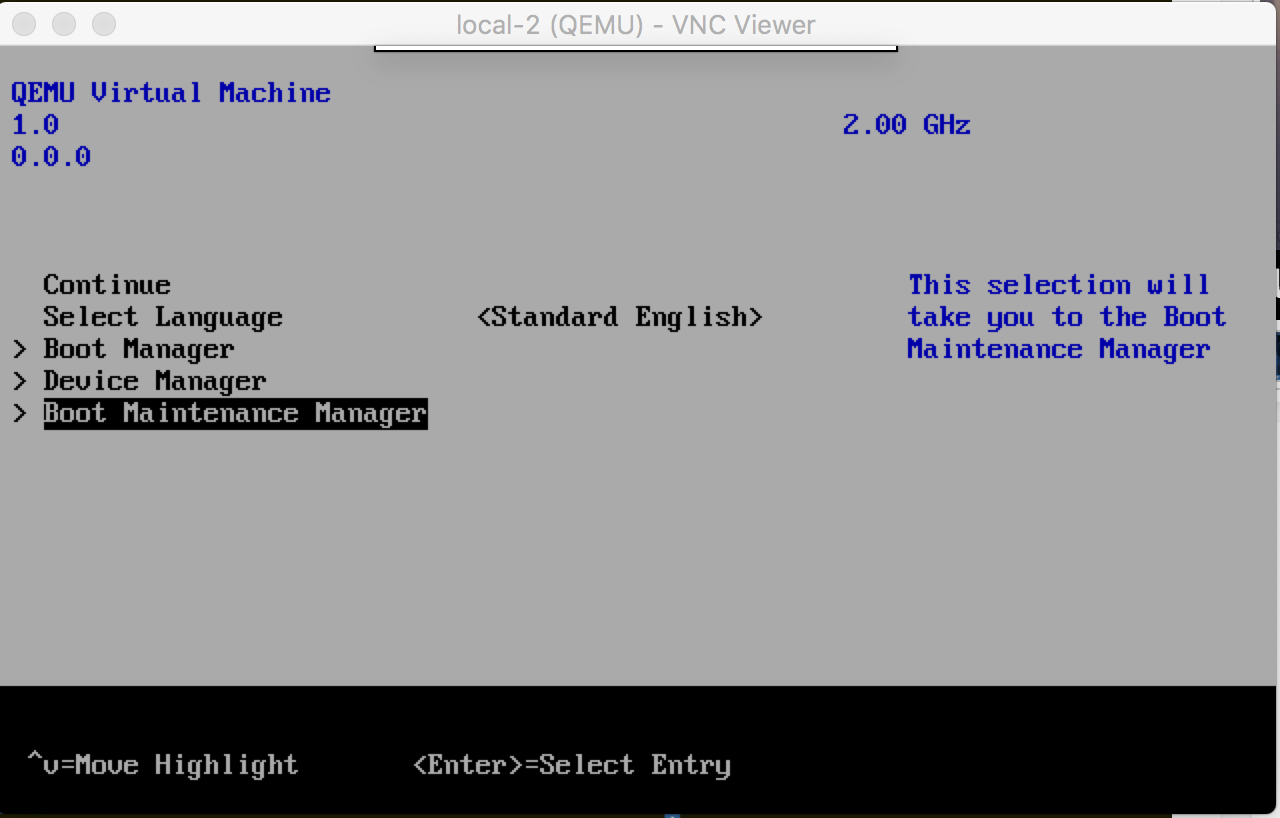 local-2 (QEMU) - VNC Viewer
QEMU Virtual Machine
1.0 2.00 GHz
0.0.0
Continue This selection will
Select Language <Standard English> take you to the Boot
> Boot Manager Maintenance Manager
> Device Manager
> Boot Maintenance Manager
^v=Move Highlight <Enter>=Select Entry